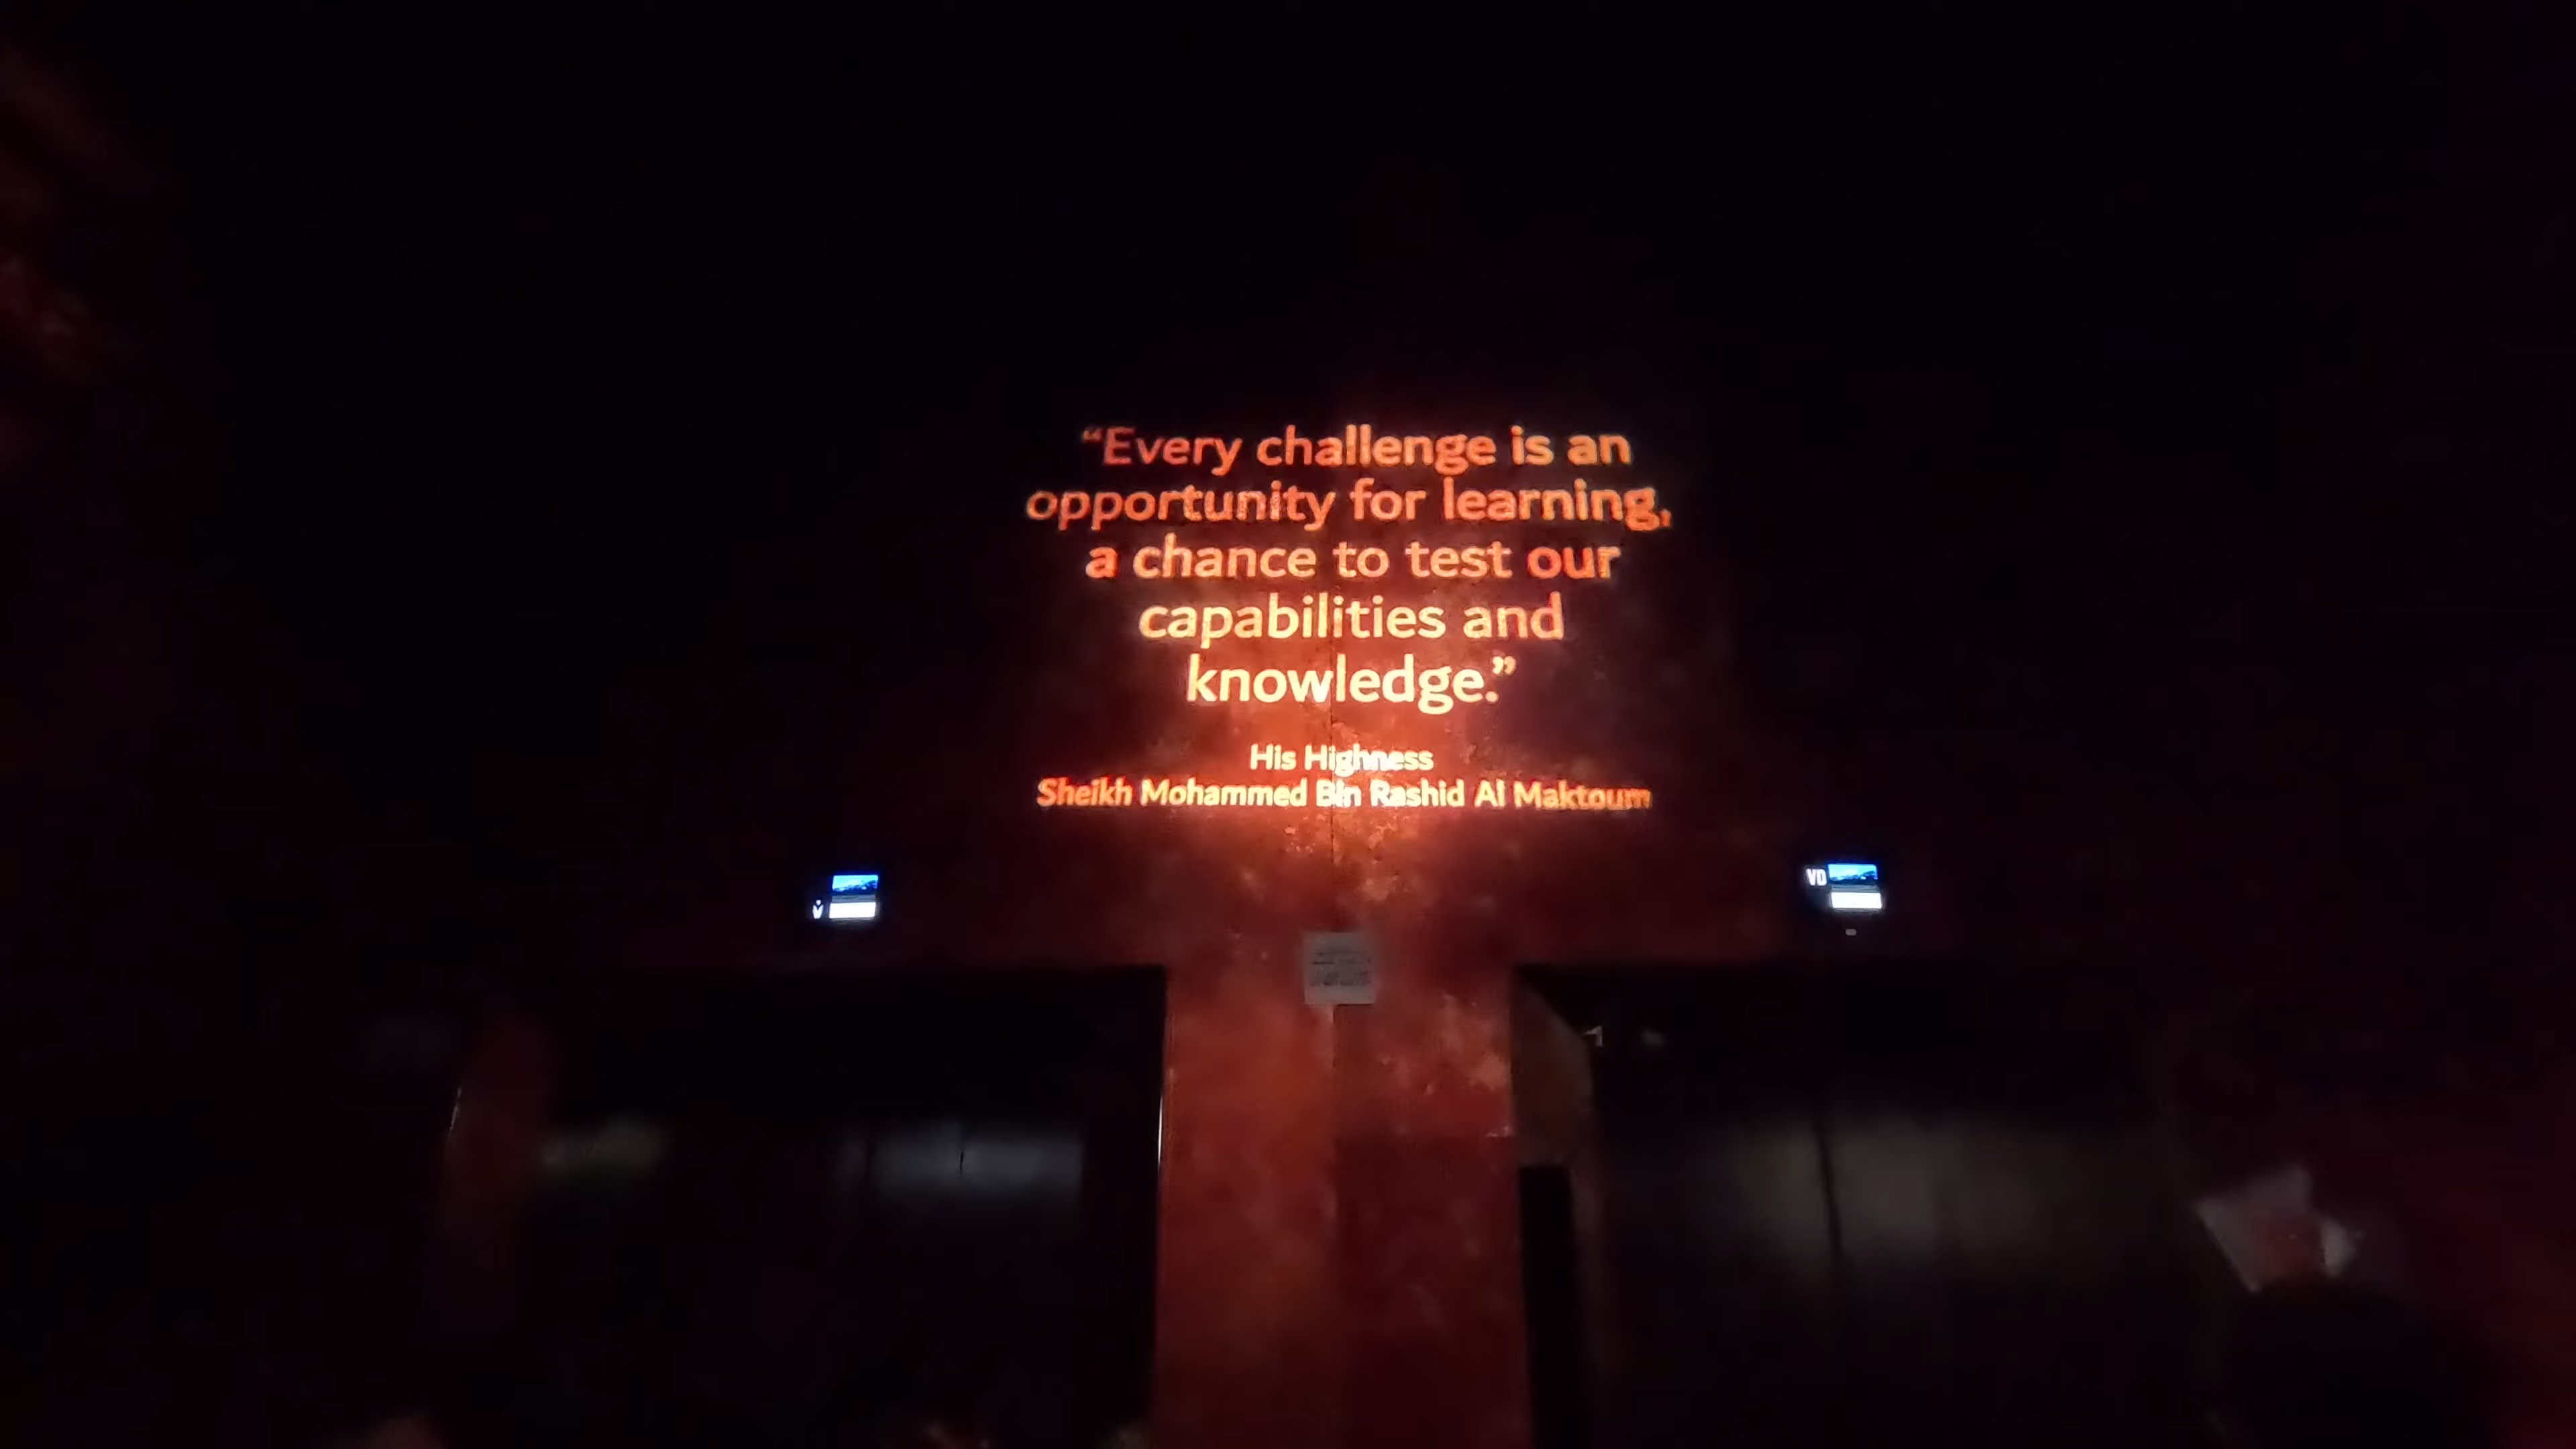 “Every challenge is an
opportunity for learning,
a chance to test our
capabilities and
knowledge.”
His Highness
Sheikh Mohammed Bin Rashid Al Maktoum